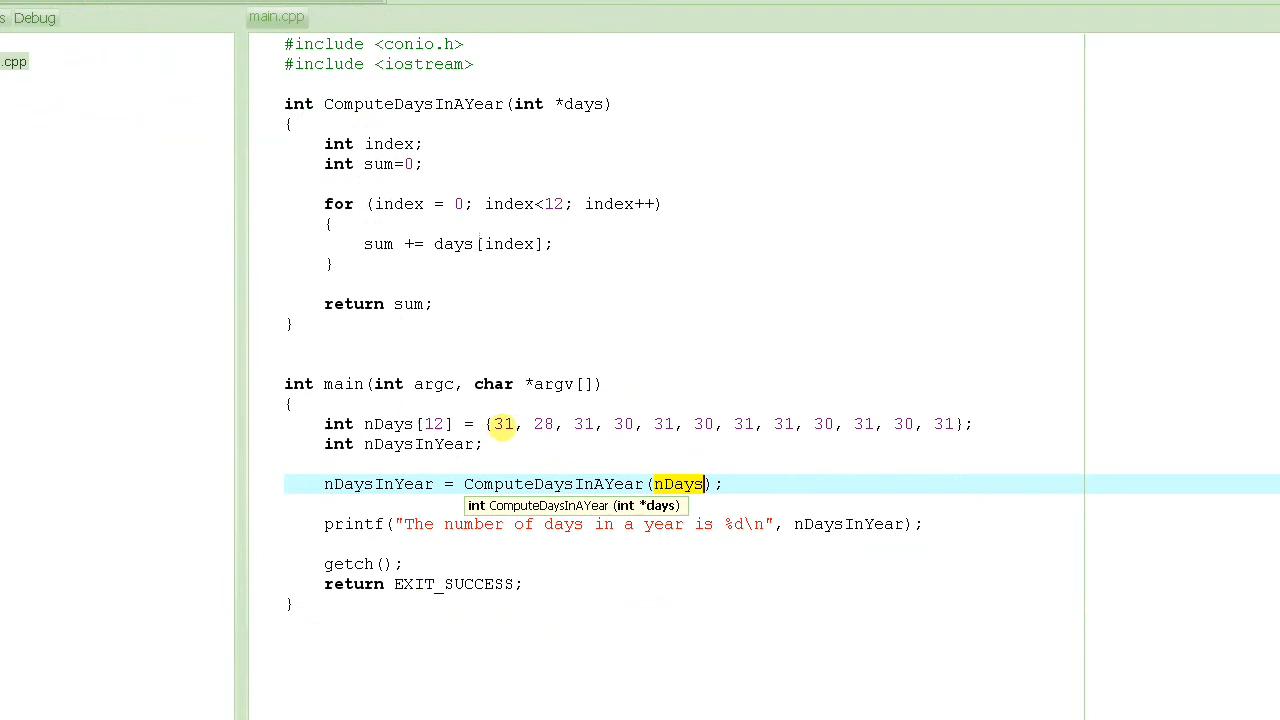 s Debug
main.cpp
.cpp
#include <conio.h>
#include <iostream>
int ComputeDaysInAYear(int *days)
{
int index;
int sum=0;
for (index = 0; index<12; index++)
{
sum += days[index];
}
return sum;
}
int main(int argc, char *argv[])
{
int nDays[12] = {31, 28, 31, 30, 31, 30, 31, 31, 30, 31, 30, 31};
int nDaysInYear;
nDaysInYear = ComputeDaysInAYear(nDays);
int ComputeDaysInAYear (int *days)
printf("The number of days in a year is %d\n", nDaysInYear);
getch();
return EXIT_SUCCESS;
}